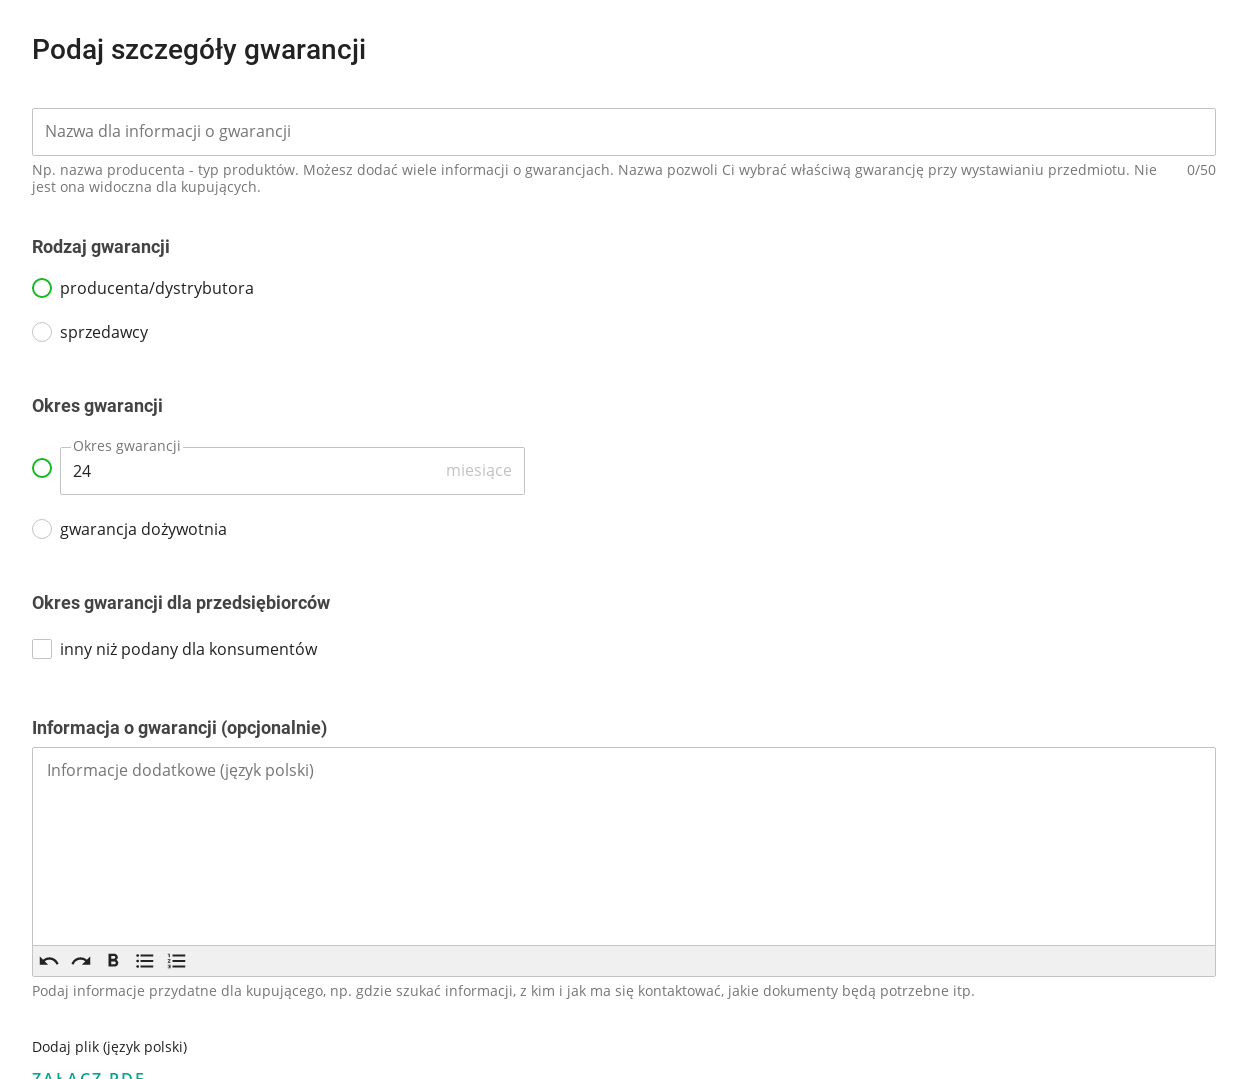 Podaj szczegóły gwarancji
Nazwa dla informacji o gwarancji
Np. nazwa producenta - typ produktów. Możesz dodać wiele informacji o gwarancjach. Nazwa pozwoli Ci wybrać właściwą gwarancję przy wystawianiu przedmiotu. Nie 0/50
jest ona widoczna dla kupujących.
Rodzaj gwarancji
producenta/dystrybutora
sprzedawcy
Okres gwarancji
Okres gwarancji
24 miesiące
gwarancja dożywotnia
Okres gwarancji dla przedsiębiorców
inny niż podany dla konsumentów
Informacja o gwarancji (opcjonalnie)
Informacje dodatkowe (język polski)
B
Podaj informacje przydatne dla kupującego, np. gdzie szukać informacji, z kim i jak ma się kontaktować, jakie dokumenty będą potrzebne itp.
Dodaj plik (język polski)
ZAŁĄCZ PDF